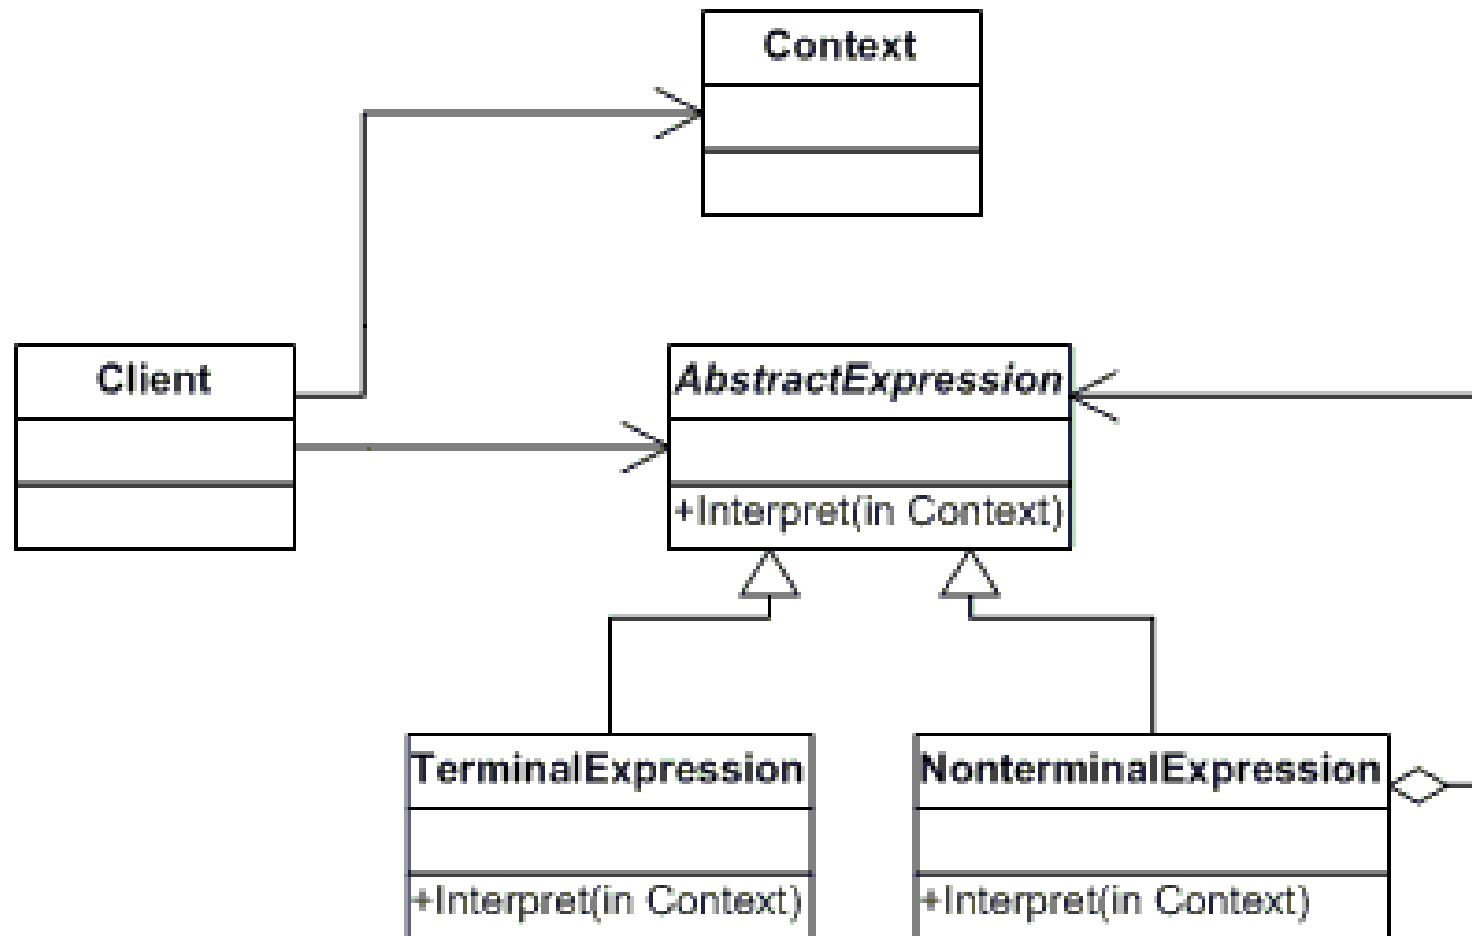 Context
Client
AbstractExpression
+Interpret(in Context)
TerminalExpression
+Interpret(in Context)
NonterminalExpression
+Interpret(in Context)